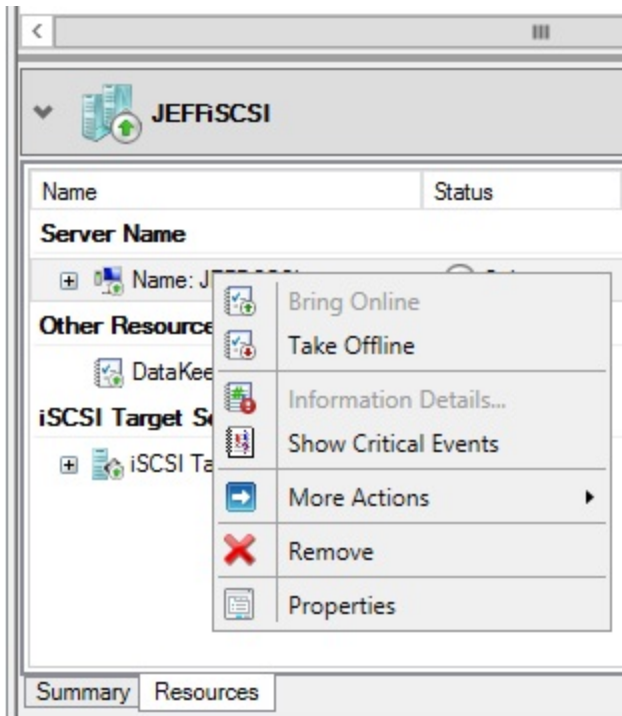 JEFFiSCSI
Name Status
Server Name
Name:
Bring Online
Other Resource
Take Offline
DataKee
Information Details...
iSCSI Target Se
Show Critical Events
iSCSI Ta
More Actions
Remove
Properties
Summary Resources